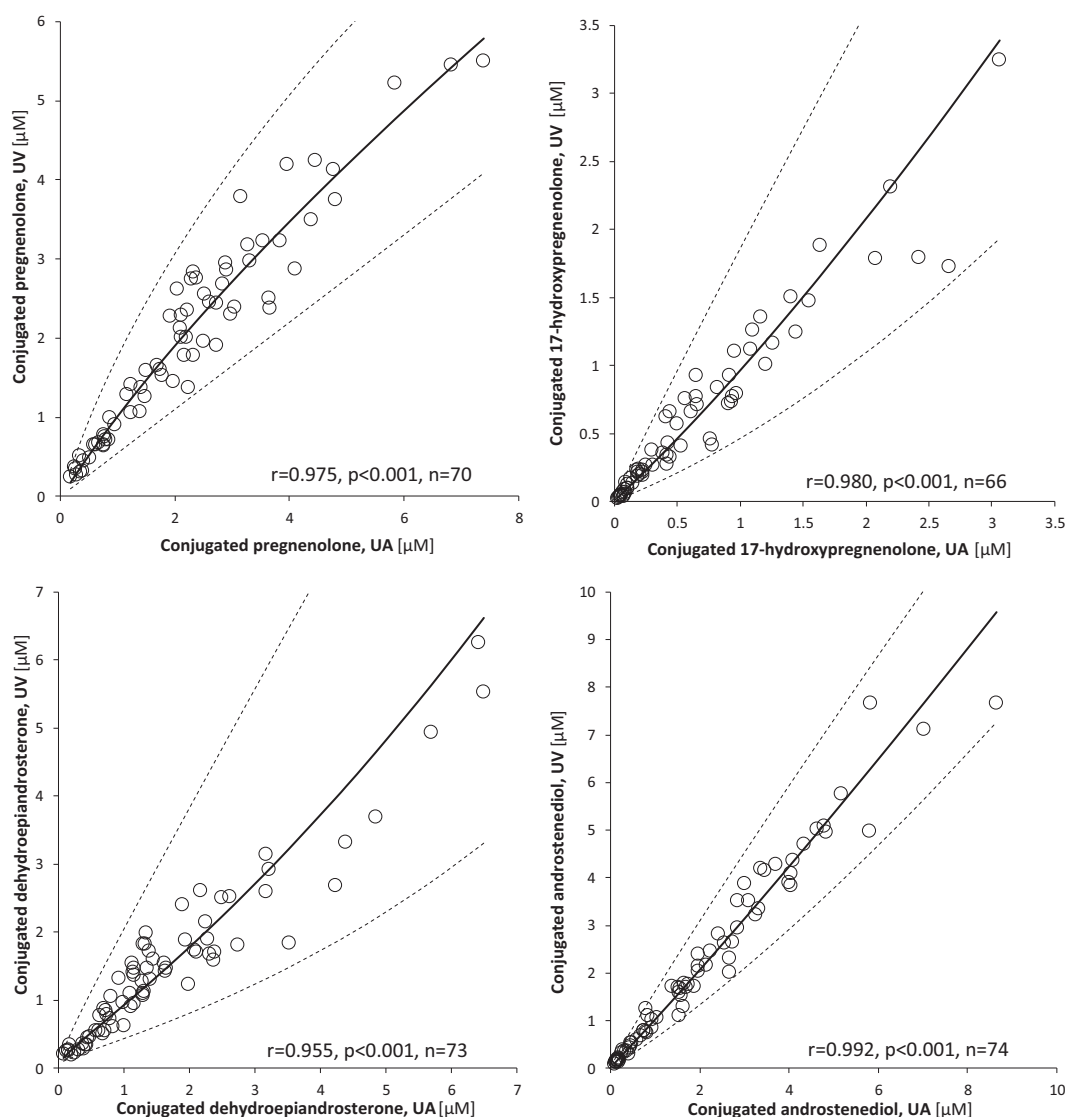 6
5
4
3
2
1
0
Conjugated pregnenolone, UV [µM]
r=0.975, p<0.001, n=70
0 2 4 6 8
Conjugated pregnenolone, UA [µM]
3.5
3
2.5
2
1.5
1
0.5
0
Conjugated 17-hydroxypregnenolone, UV [µM]
r=0.980, p<0.001, n=66
0 0.5 1 1.5 2 2.5 3 3.5
Conjugated 17-hydroxypregnenolone, UA [µM]
7
6
5
4
3
2
1
0
Conjugated dehydroepiandrosterone, UV [µM]
r=0.955, p<0.001, n=73
0 1 2 3 4 5 6 7
Conjugated dehydroepiandrosterone, UA [µM]
10
9
8
7
6
5
4
3
2
1
0
Conjugated androstenediol, UV [µM]
r=0.992, p<0.001, n=74
0 2 4 6 8 10
Conjugated androstenediol, UA [µM]